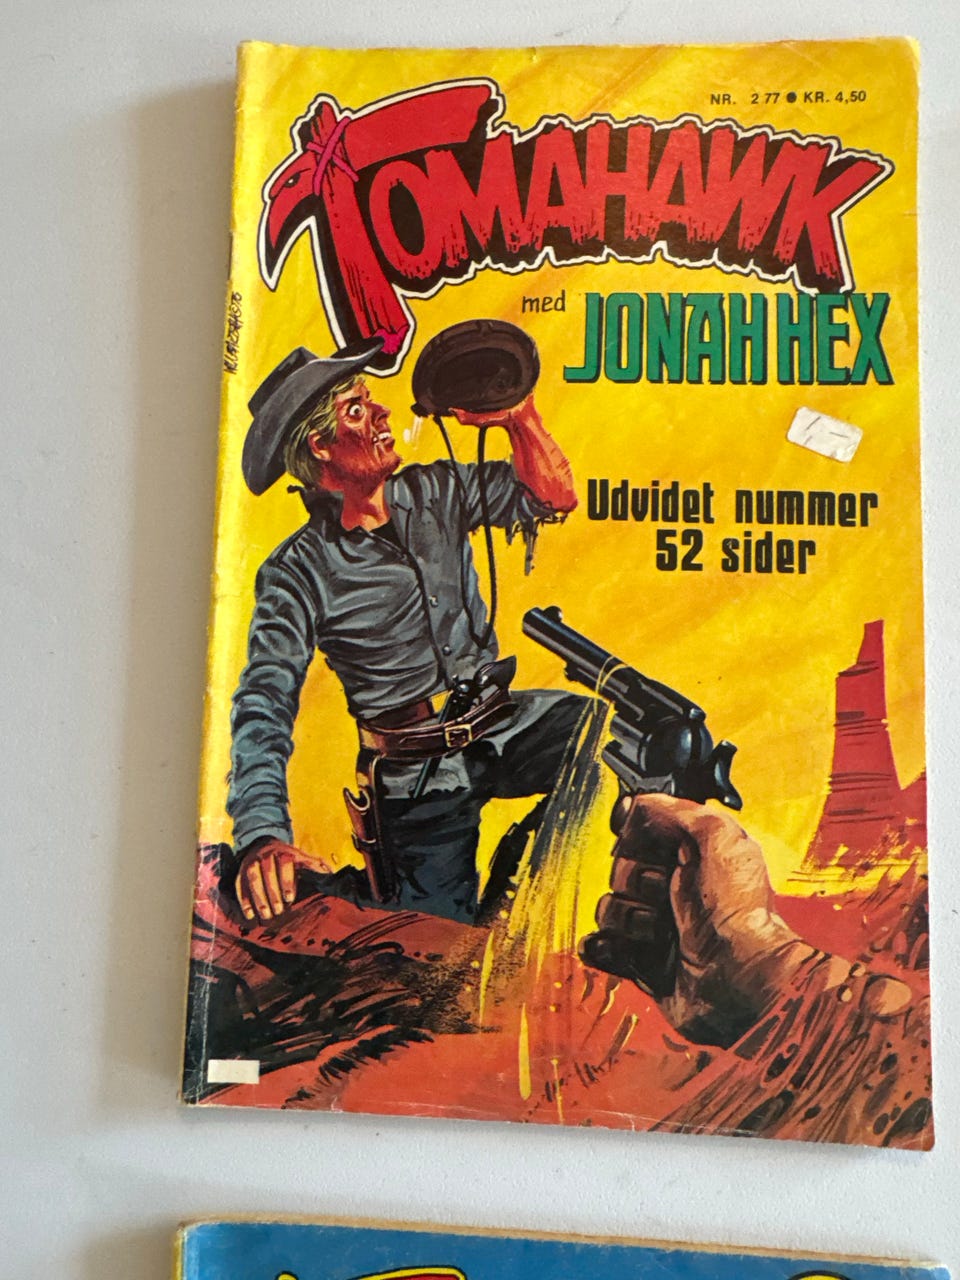 NR. 2 77 ● KR. 4,50
TOMAHAWK
med JONAH HEX
Udvidet nummer
52 sider